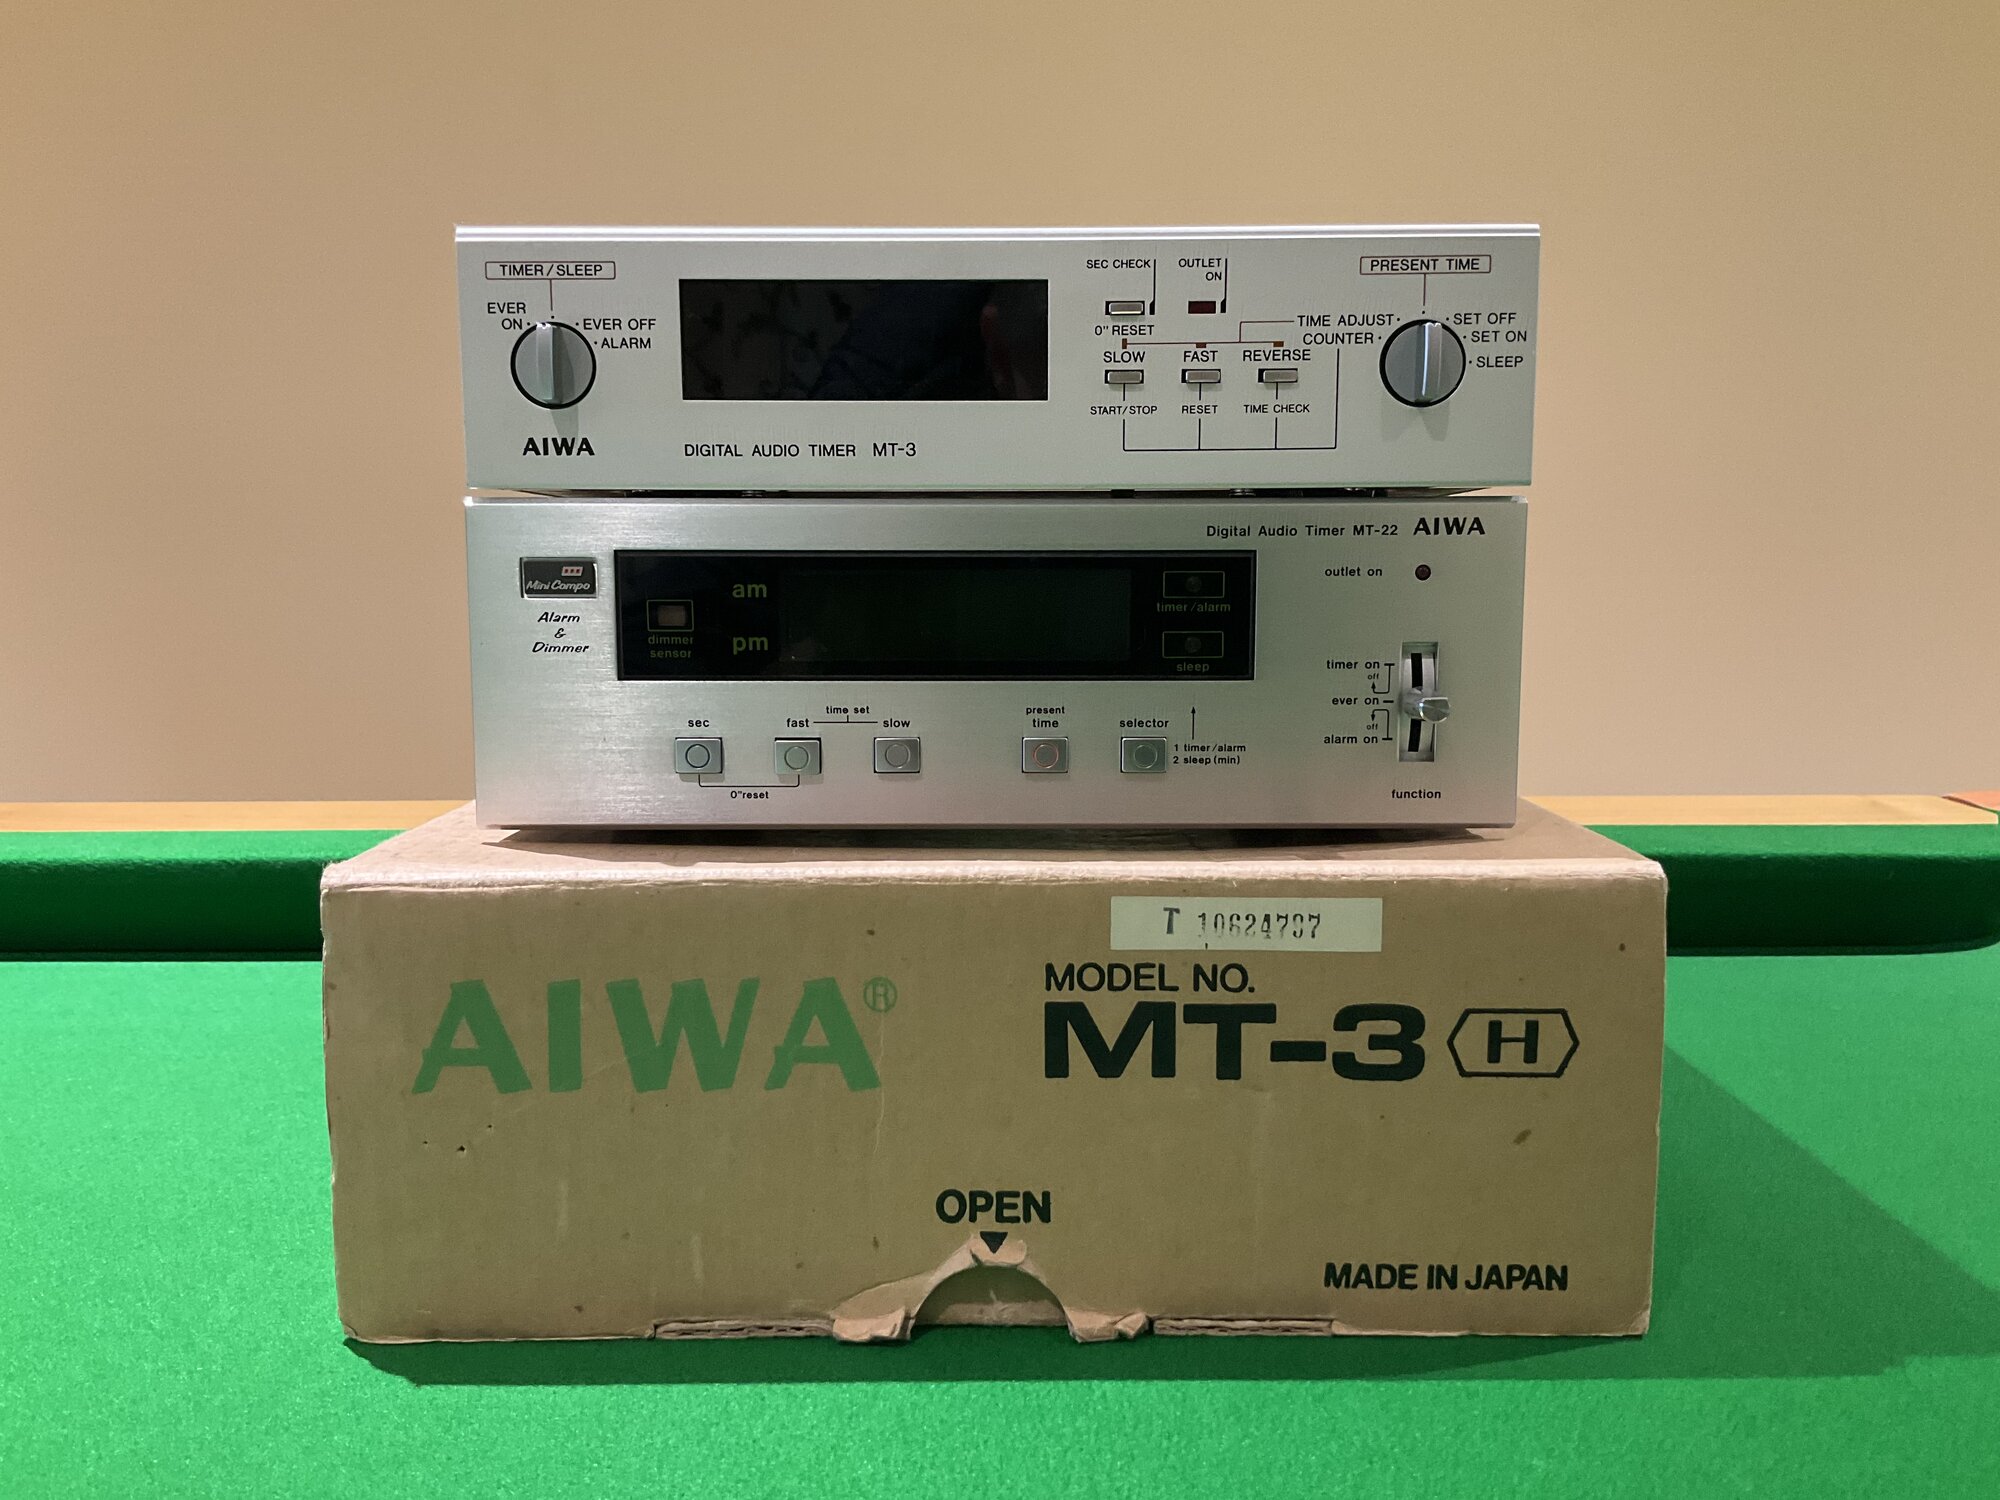 TIMER/SLEEP
EVER
ON
EVER OFF
ALARM
AIWA
DIGITAL AUDIO TIMER MT-3
SEC CHECK
OUTLET
ON
0" RESET
SLOW
FAST
REVERSE
START/STOP
RESET
TIME CHECK
PRESENT TIME
TIME ADJUST
COUNTER
SET OFF
SET ON
SLEEP
Digital Audio Timer MT-22 AIWA
Mini Compo
Alarm
&
Dimmer
dimmer
sensor
am
pm
timer/alarm
sleep
outlet on
timer on
off
ever on
off
alarm on
function
sec
fast
time set
slow
0"reset
present
time
selector
1 timer/alarm
2 sleep (min)
T 10624797
AIWA®
MODEL NO.
MT-3 H
OPEN
MADE IN JAPAN